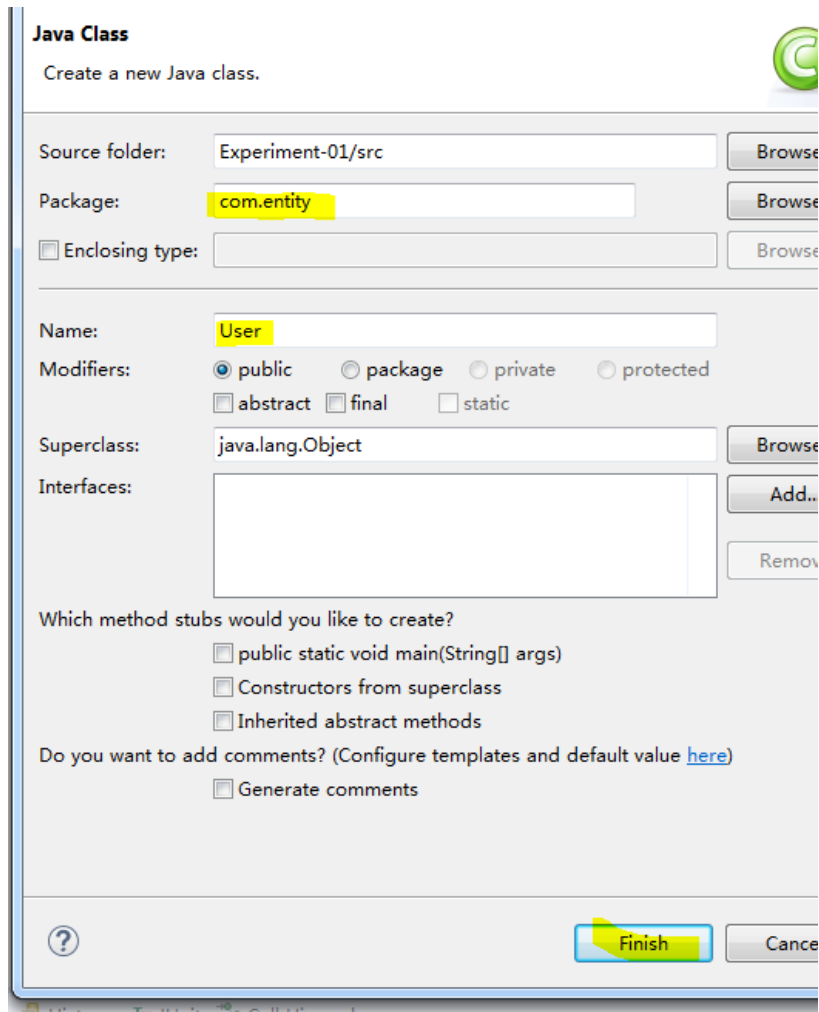 Java Class
Create a new Java class.
Source folder: Experiment-01/src Browse
Package: com.entity Browse
Enclosing type: Browse
Name: User
Modifiers: public package private protected
abstract final static
Superclass: java.lang.Object Browse
Interfaces: Add..
Remov
Which method stubs would you like to create?
public static void main(String[] args)
Constructors from superclass
Inherited abstract methods
Do you want to add comments? (Configure templates and default value here)
Generate comments
? Finish Cance